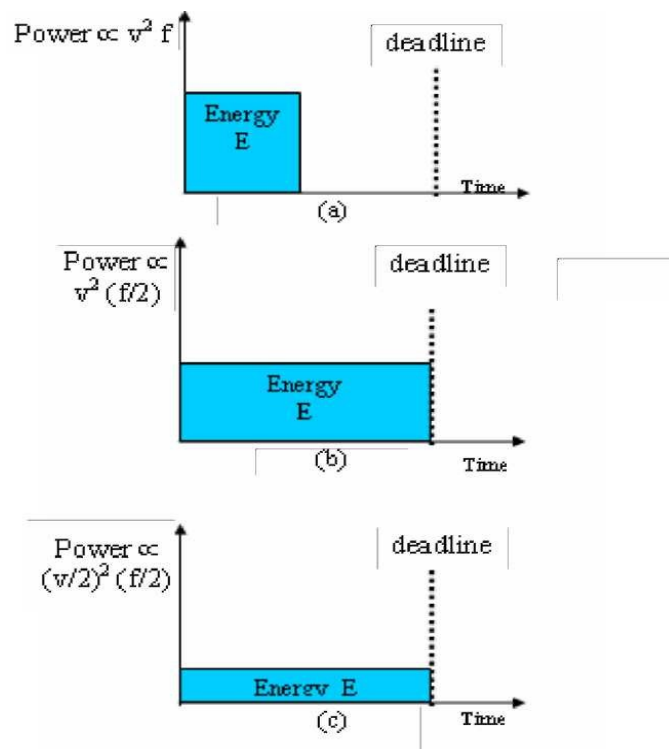 Power ∝ v² f
deadline
Energy
E
Time
(a)
Power ∝
v² (f/2)
deadline
Energy
E
(b)
Time
Power ∝
(v/2)² (f/2)
deadline
Energy E
(c)
Time